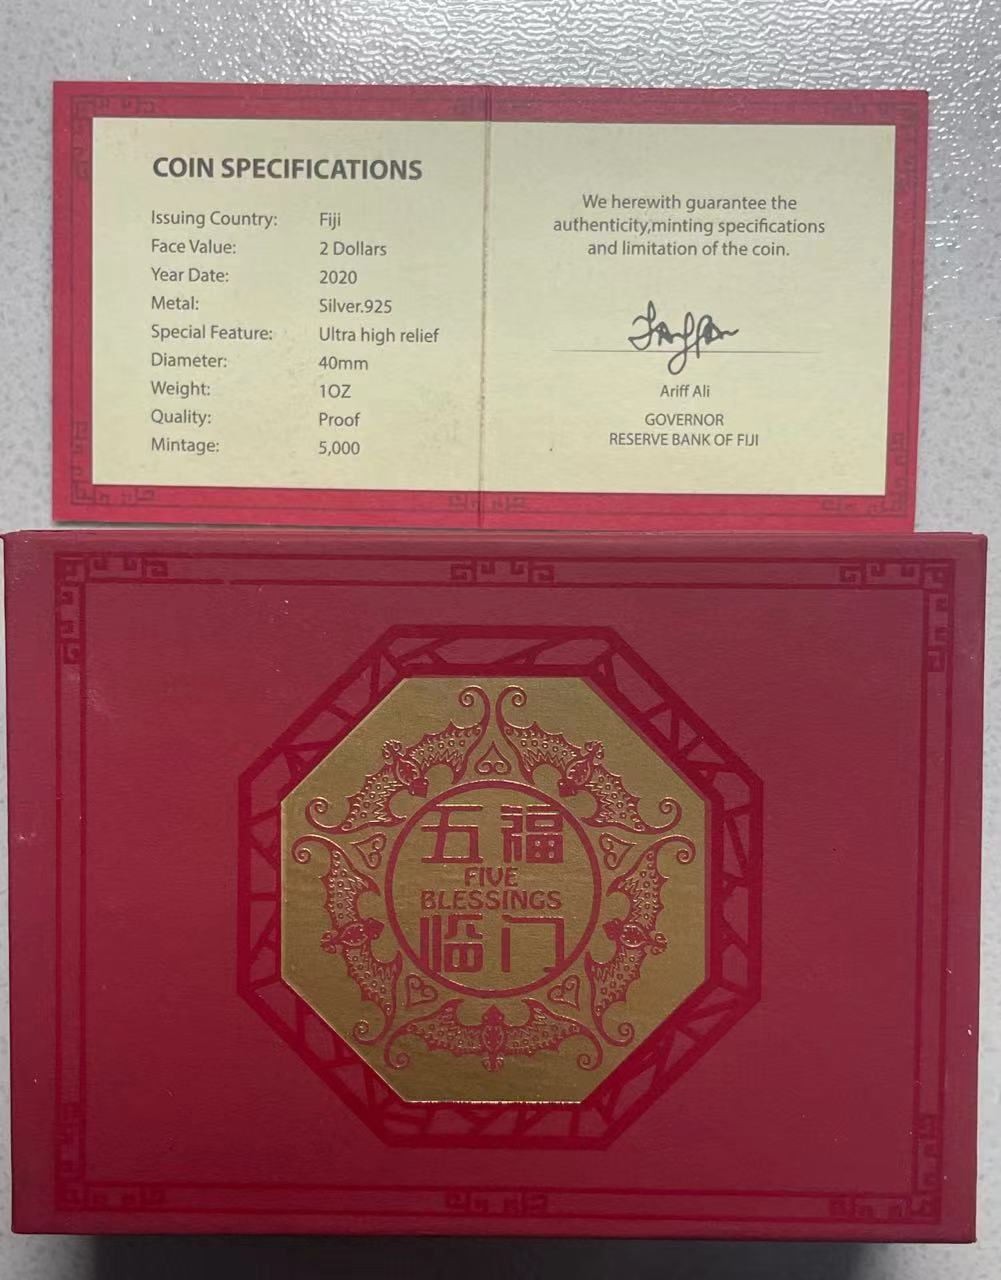 COIN SPECIFICATIONS
Issuing Country: Fiji
Face Value: 2 Dollars
Year Date: 2020
Metal: Silver.925
Special Feature: Ultra high relief
Diameter: 40mm
Weight: 1OZ
Quality: Proof
Mintage: 5,000
We herewith guarantee the
authenticity,minting specifications
and limitation of the coin.
Ariff Ali
GOVERNOR
RESERVE BANK OF FIJI
五福
FIVE
BLESSINGS
临门